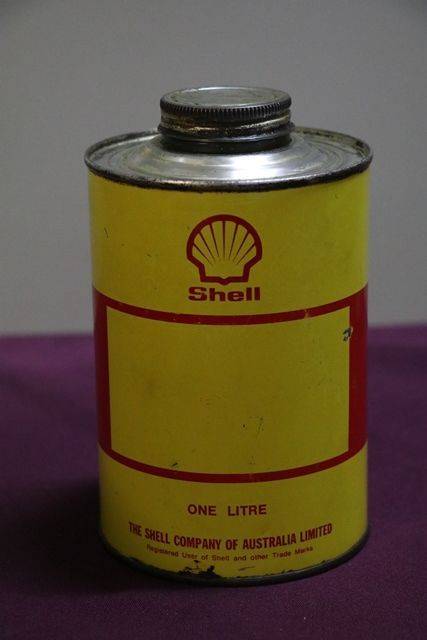 Shell
ONE LITRE
THE SHELL COMPANY OF AUSTRALIA LIMITED
Registered User of Shell and other Trade Marks